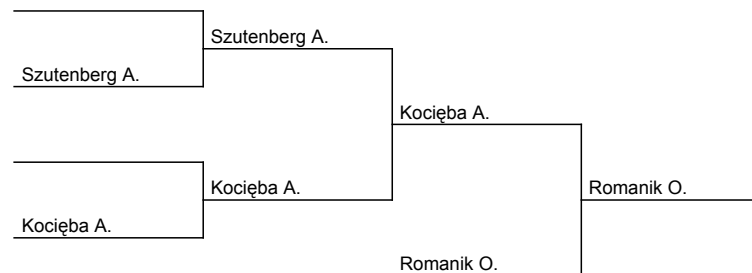 Szutenberg A.
Szutenberg A.
Kocięba A.
Kocięba A.
Romanik O.
Kocięba A.
Romanik O.